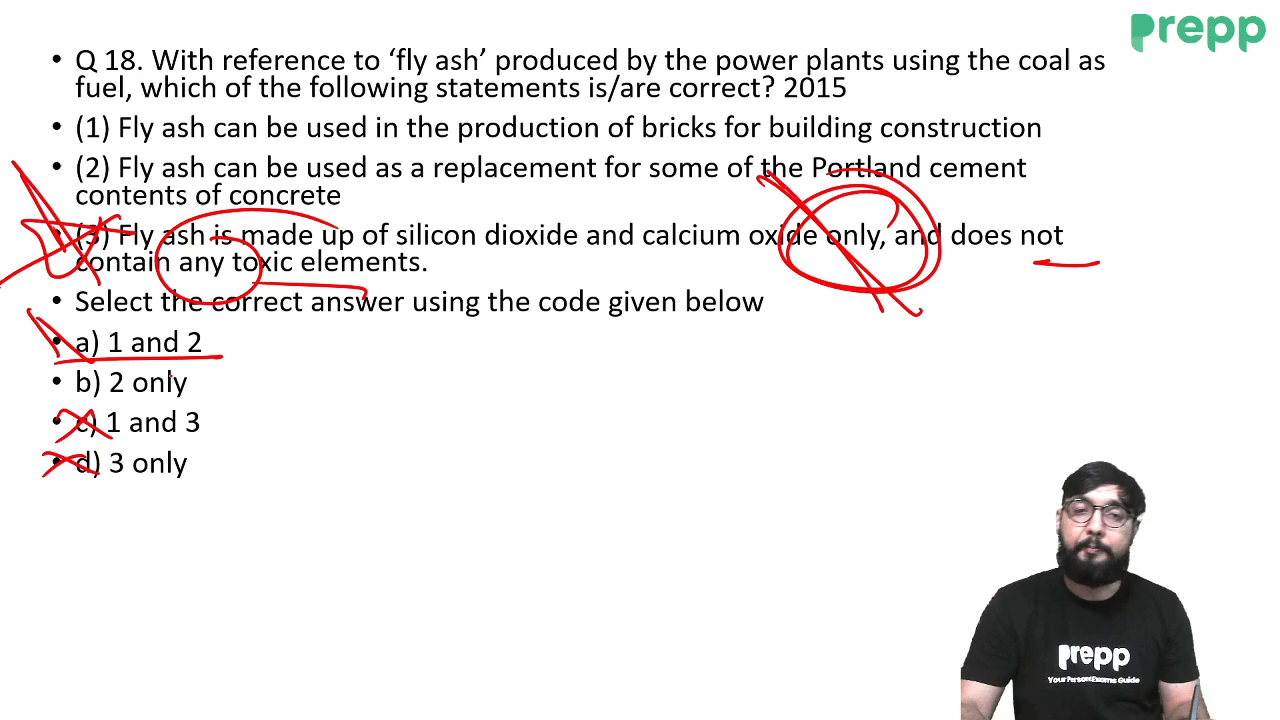 prepp
• Q 18. With reference to ‘fly ash’ produced by the power plants using the coal as
fuel, which of the following statements is/are correct? 2015
• (1) Fly ash can be used in the production of bricks for building construction
• (2) Fly ash can be used as a replacement for some of the Portland cement
contents of concrete
• (3) Fly ash is made up of silicon dioxide and calcium oxide only, and does not
contain any toxic elements.
• Select the correct answer using the code given below
• a) 1 and 2
• b) 2 only
• c) 1 and 3
• d) 3 only
prepp
Your Personal Exams Guide